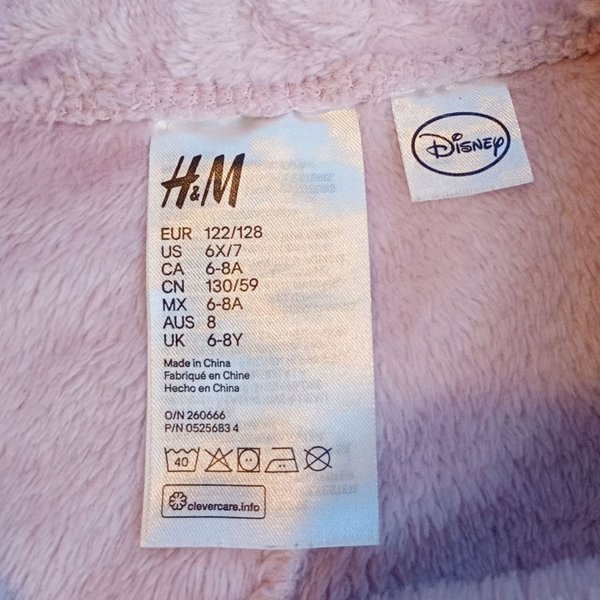 H&M
DISNEY
EUR 122/128
US 6X/7
CA 6-8A
CN 130/59
MX 6-8A
AUS 8
UK 6-8Y
Made in China
Fabriqué en Chine
Hecho en China
O/N 260666
P/N 0525683 4
40
clevercare.info